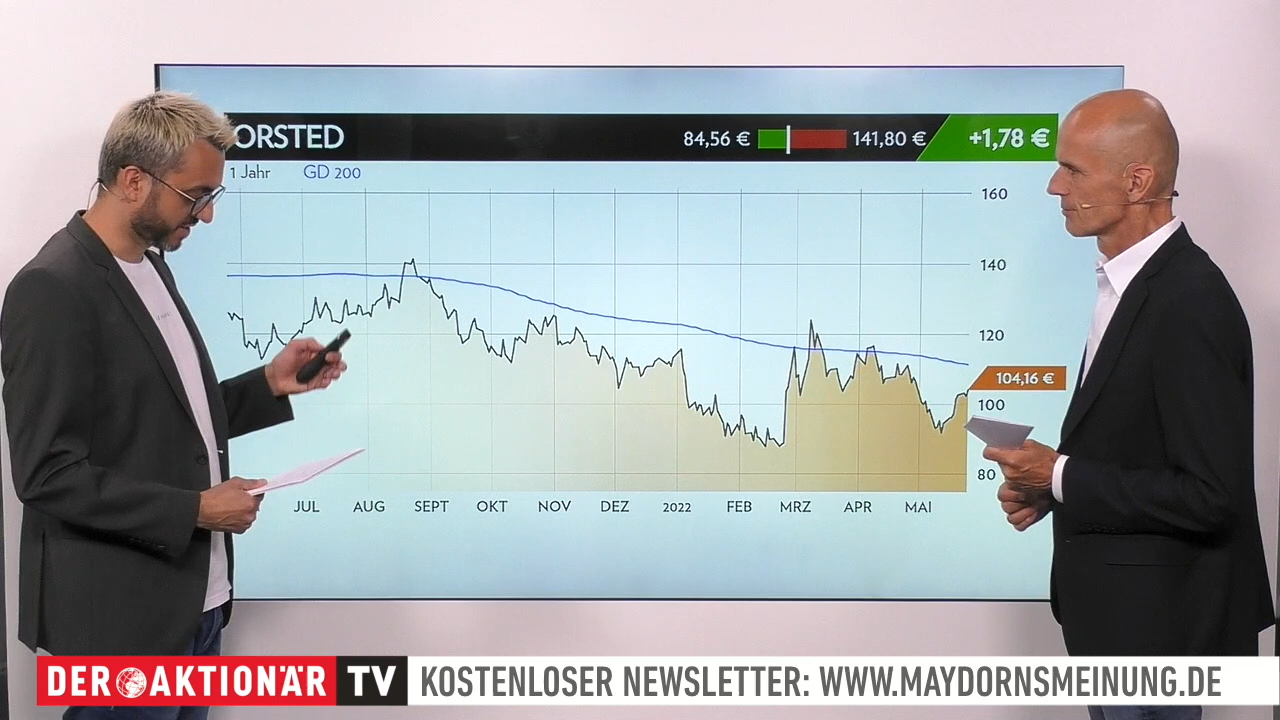 ORSTED
84,56 €
141,80 €
+1,78 €
1 Jahr
GD 200
160
140
120
104,16 €
100
80
JUL
AUG
SEPT
OKT
NOV
DEZ
2022
FEB
MRZ
APR
MAI
DER AKTIONÄR TV
KOSTENLOSER NEWSLETTER: WWW.MAYDORNSMEINUNG.DE